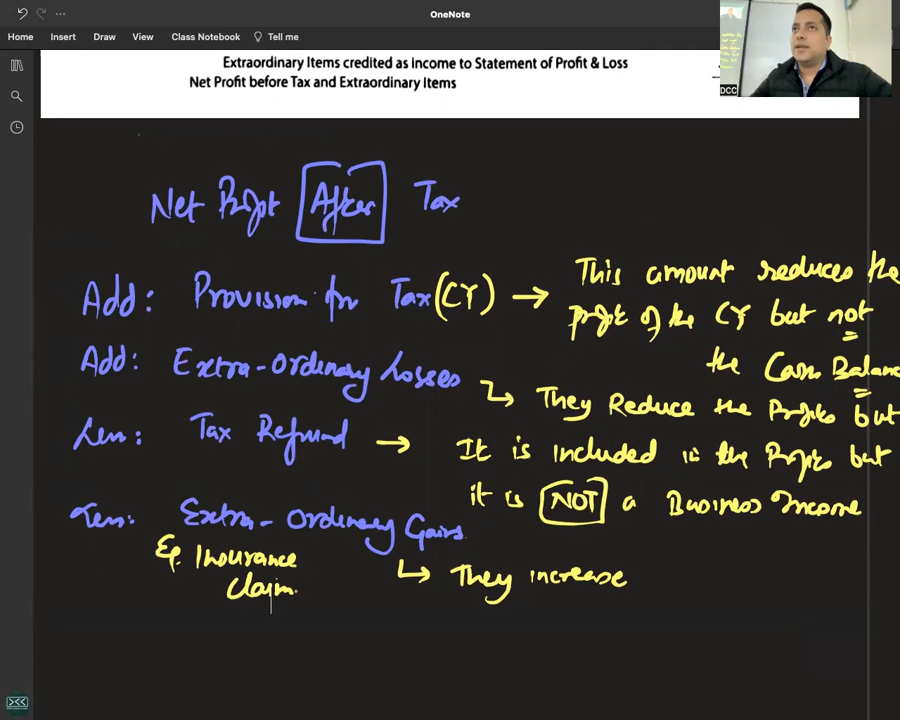 OneNote
Home Insert Draw View Class Notebook Tell me
Extraordinary Items credited as Income to Statement of Profit & Loss
Net Profit before Tax and Extraordinary Items
DCC
Net Profit After Tax
Add: Provision for Tax (CY) → This amount reduces the
profit of the CY but not
the Cash Balance
Add: Extra-Ordinary Losses
They Reduce the Profits but
Less: Tax Refund → It is included in the Profits but
it is NOT a Business Income
Less: Extra-Ordinary Gains.
Eg. Insurance
Claim.
They increase